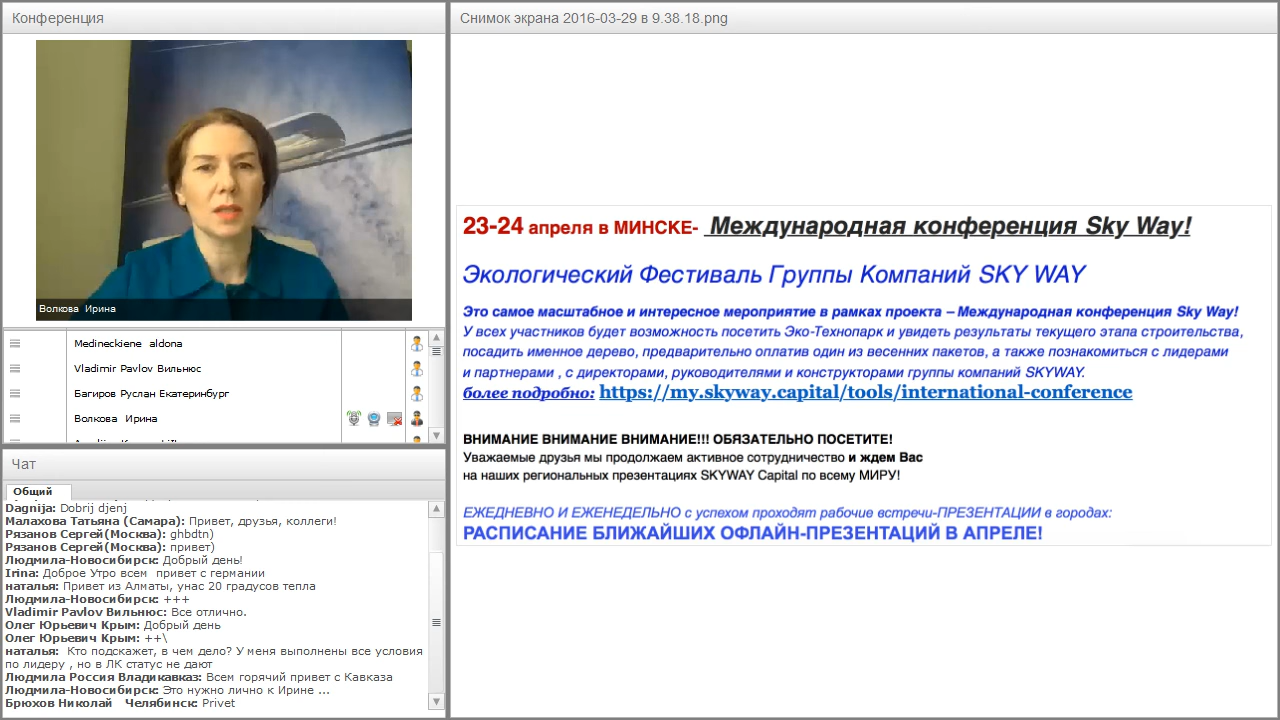 Конференция
Волкова Ирина
Medineckiene aldona
Vladimir Pavlov Вильнюс
Багиров Руслан Екатеринбург
Волкова Ирина
Чат
Общий
Dagnija: Dobrij djenj
Малахова Татьяна (Самара): Привет, друзья, коллеги!
Рязанов Сергей(Москва): ghbdtn)
Рязанов Сергей(Москва): привет)
Людмила-Новосибирск: Добрый день!
Irina: Доброе Утро всем привет с германии
наталья: Привет из Алматы, унас 20 градусов тепла
Людмила-Новосибирск: +++
Vladimir Pavlov Вильнюс: Все отлично.
Олег Юрьевич Крым: Добрый день
Олег Юрьевич Крым: ++\
наталья: Кто подскажет, в чем дело? У меня выполнены все условия
по лидеру , но в ЛК статус не дают
Людмила Россия Владикавказ: Всем горячий привет с Кавказа
Людмила-Новосибирск: Это нужно лично к Ирине ...
Брюхов Николай Челябинск: Privet
Снимок экрана 2016-03-29 в 9.38.18.png
23-24 апреля в МИНСКЕ- Международная конференция Sky Way!
Экологический Фестиваль Группы Компаний SKY WAY
Это самое масштабное и интересное мероприятие в рамках проекта – Международная конференция Sky Way!
У всех участников будет возможность посетить Эко-Технопарк и увидеть результаты текущего этапа строительства,
посадить именное дерево, предварительно оплатив один из весенних пакетов, а также познакомиться с лидерами
и партнерами , с директорами, руководителями и конструкторами группы компаний SKYWAY.
более подробно: https://my.skyway.capital/tools/international-conference
ВНИМАНИЕ ВНИМАНИЕ ВНИМАНИЕ!!! ОБЯЗАТЕЛЬНО ПОСЕТИТЕ!
Уважаемые друзья мы продолжаем активное сотрудничество и ждем Вас
на наших региональных презентациях SKYWAY Capital по всему МИРУ!
ЕЖЕДНЕВНО И ЕЖЕНЕДЕЛЬНО с успехом проходят рабочие встречи-ПРЕЗЕНТАЦИИ в городах:
РАСПИСАНИЕ БЛИЖАЙШИХ ОФЛАЙН-ПРЕЗЕНТАЦИЙ В АПРЕЛЕ!